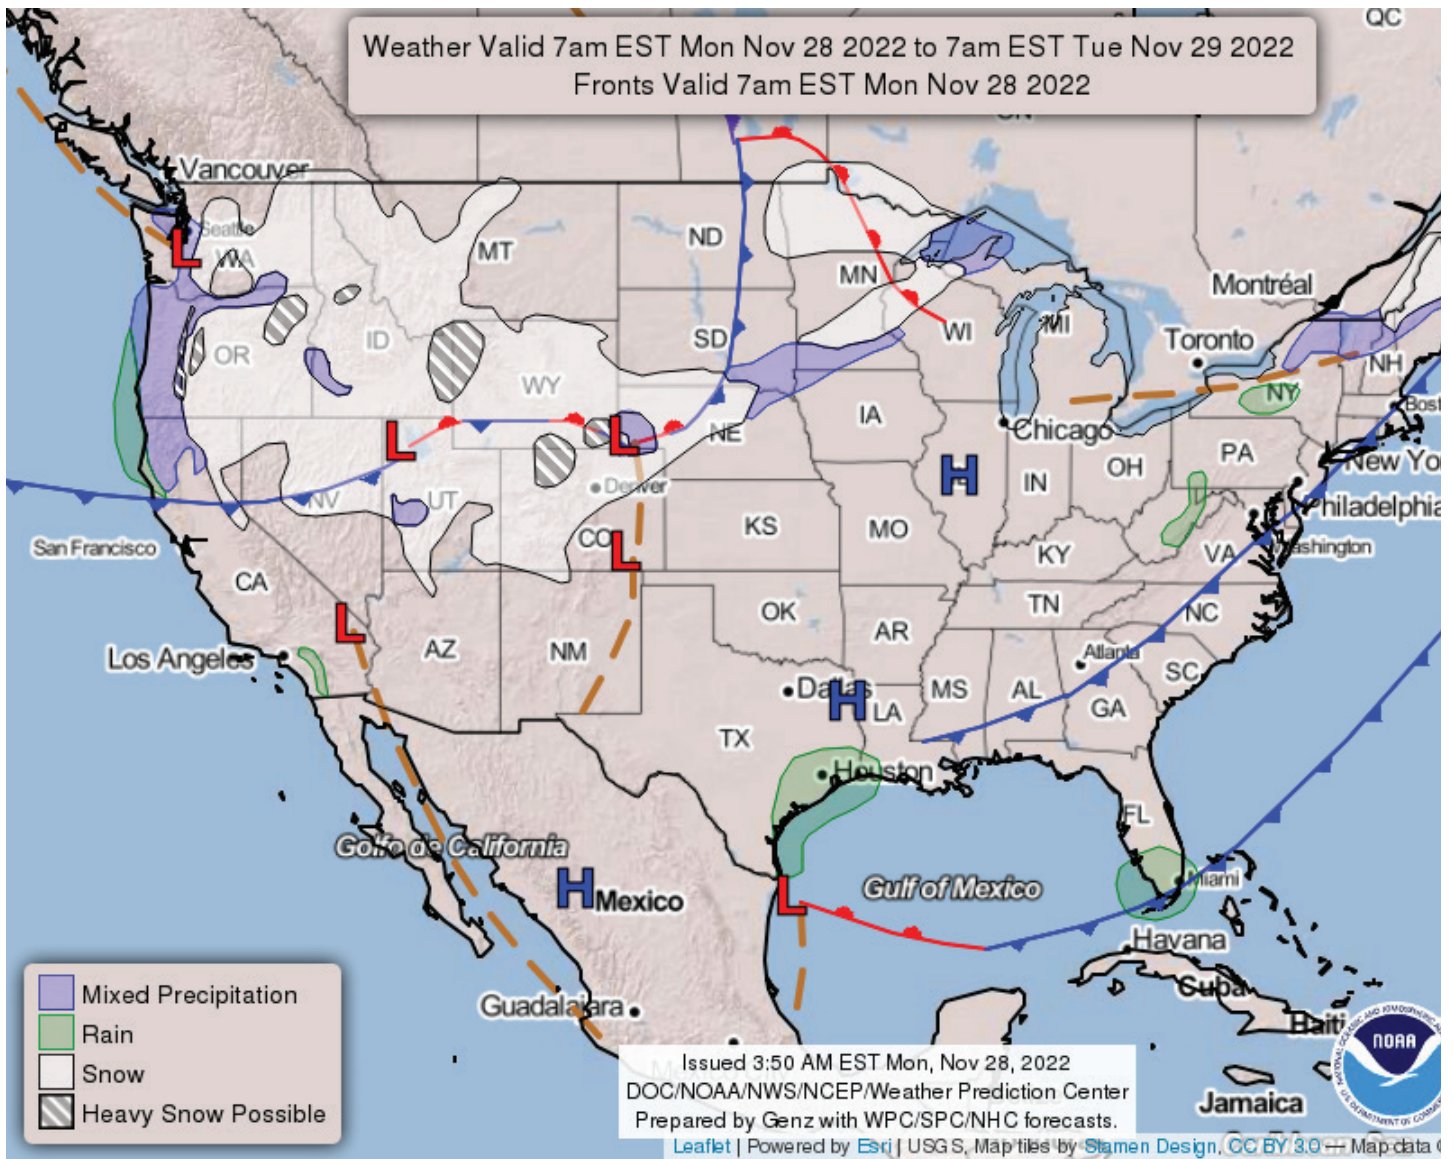 QC
Weather Valid 7am EST Mon Nov 28 2022 to 7am EST Tue Nov 29 2022
Fronts Valid 7am EST Mon Nov 28 2022
ON
Vancouver
Seattle
WA
MT
ND
MN
Montréal
OR
ID
SD
WI
MI
Toronto
WY
NH
NY
NE
IA
Chicago
Bost
PA
New Yo
OH
IN
Denver
NV
UT
Philadelphia
San Francisco
CO
KS
MO
KY
VA
Washington
CA
OK
TN
NC
AR
Los Angeles
AZ
NM
Atlanta
SC
Dallas
LA
MS
AL
GA
TX
Houston
FL
Golfo de California
Gulf of Mexico
Miami
Mexico
Havana
Cuba
Guadalajara
Haiti
Jamaica
L
L
L
L
L
L
H
H
H
Mixed Precipitation
Rain
Snow
Heavy Snow Possible
Issued 3:50 AM EST Mon, Nov 28, 2022
DOC/NOAA/NWS/NCEP/Weather Prediction Center
Prepared by Genz with WPC/SPC/NHC forecasts.
NOAA
Leaflet | Powered by Esri | USGS, Map tiles by Stamen Design, CC BY 3.0 — Map data ©